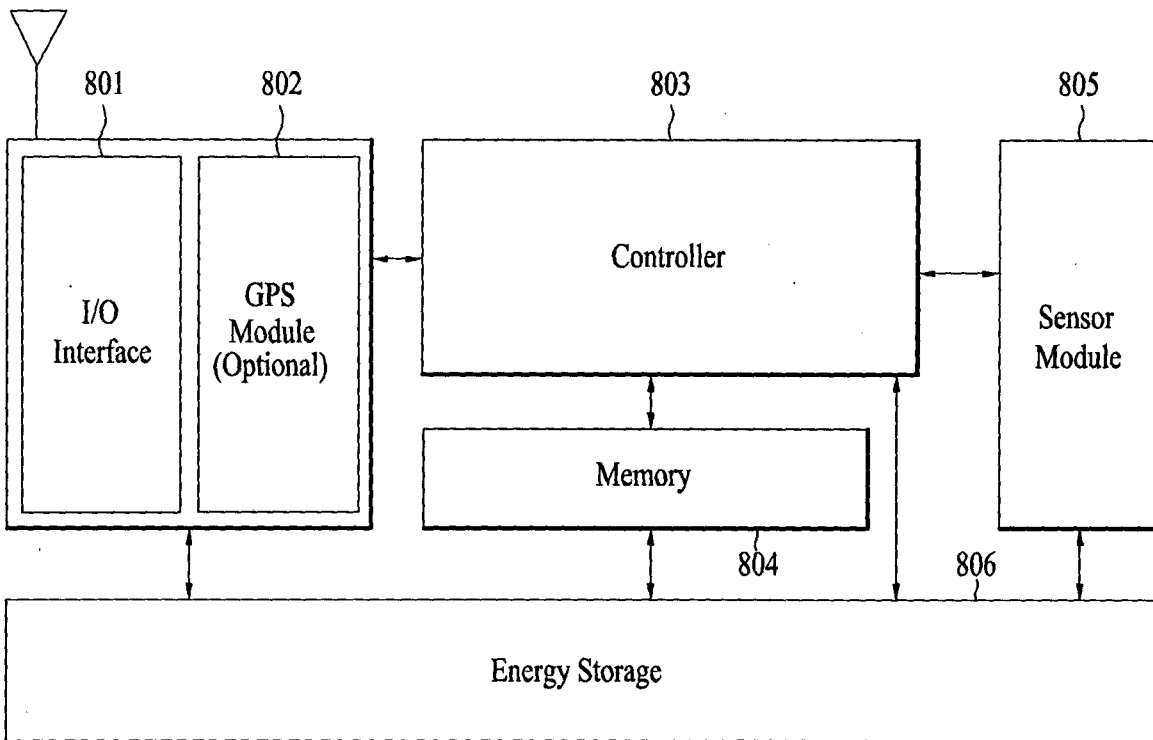 801
802
803
805
I/O
Interface
GPS
Module
(Optional)
Controller
Sensor
Module
Memory
804
806
Energy Storage